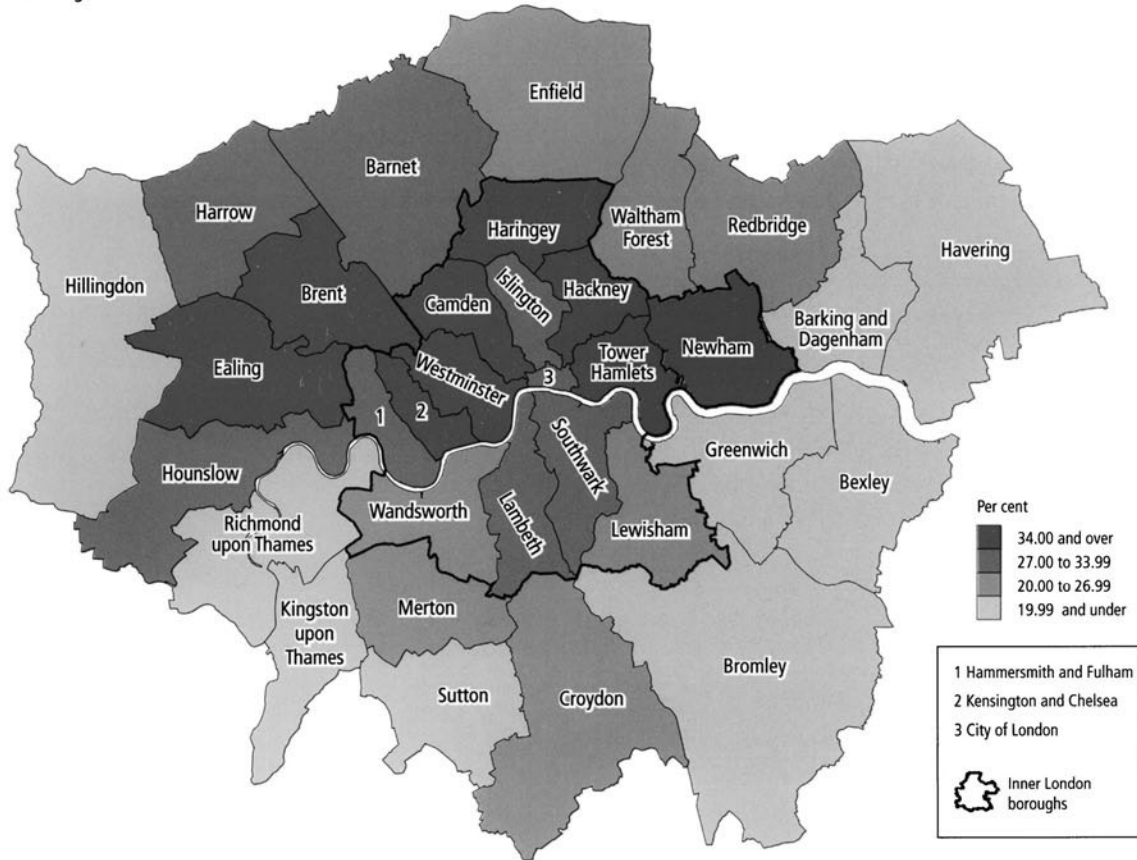 Enfield
Barnet
Harrow
Haringey
Waltham
Forest
Redbridge
Havering
Hillingdon
Brent
Camden
Islington
Hackney
Barking and
Dagenham
Ealing
Westminster
Tower
Hamlets
Newham
1
2
3
Hounslow
Southwark
Greenwich
Bexley
Richmond
upon Thames
Wandsworth
Lambeth
Lewisham
Kingston
upon
Thames
Merton
Sutton
Croydon
Bromley
Per cent
34.00 and over
27.00 to 33.99
20.00 to 26.99
19.99 and under
1 Hammersmith and Fulham
2 Kensington and Chelsea
3 City of London
Inner London
boroughs